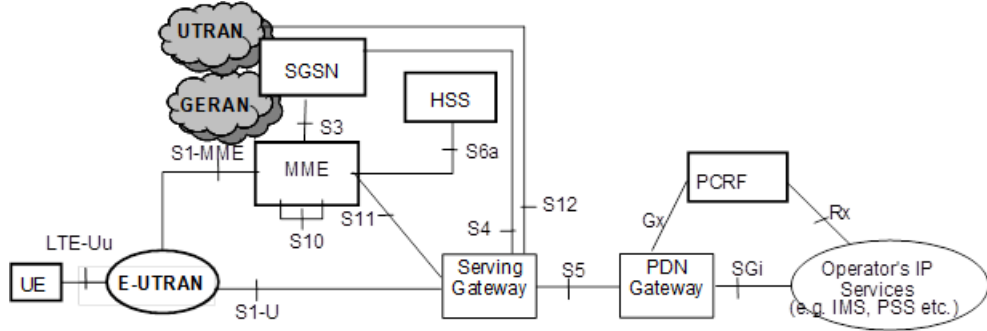 UTRAN
SGSN
HSS
GERAN
S3
S1-MME
S6a
MME
PCRF
S12
S11
Gx
Rx
S10
S4
LTE-Uu
UE
E-UTRAN
Serving
Gateway
S5
PDN
Gateway
SGi
Operator's IP
Services
(e.g. IMS, PSS etc.)
S1-U